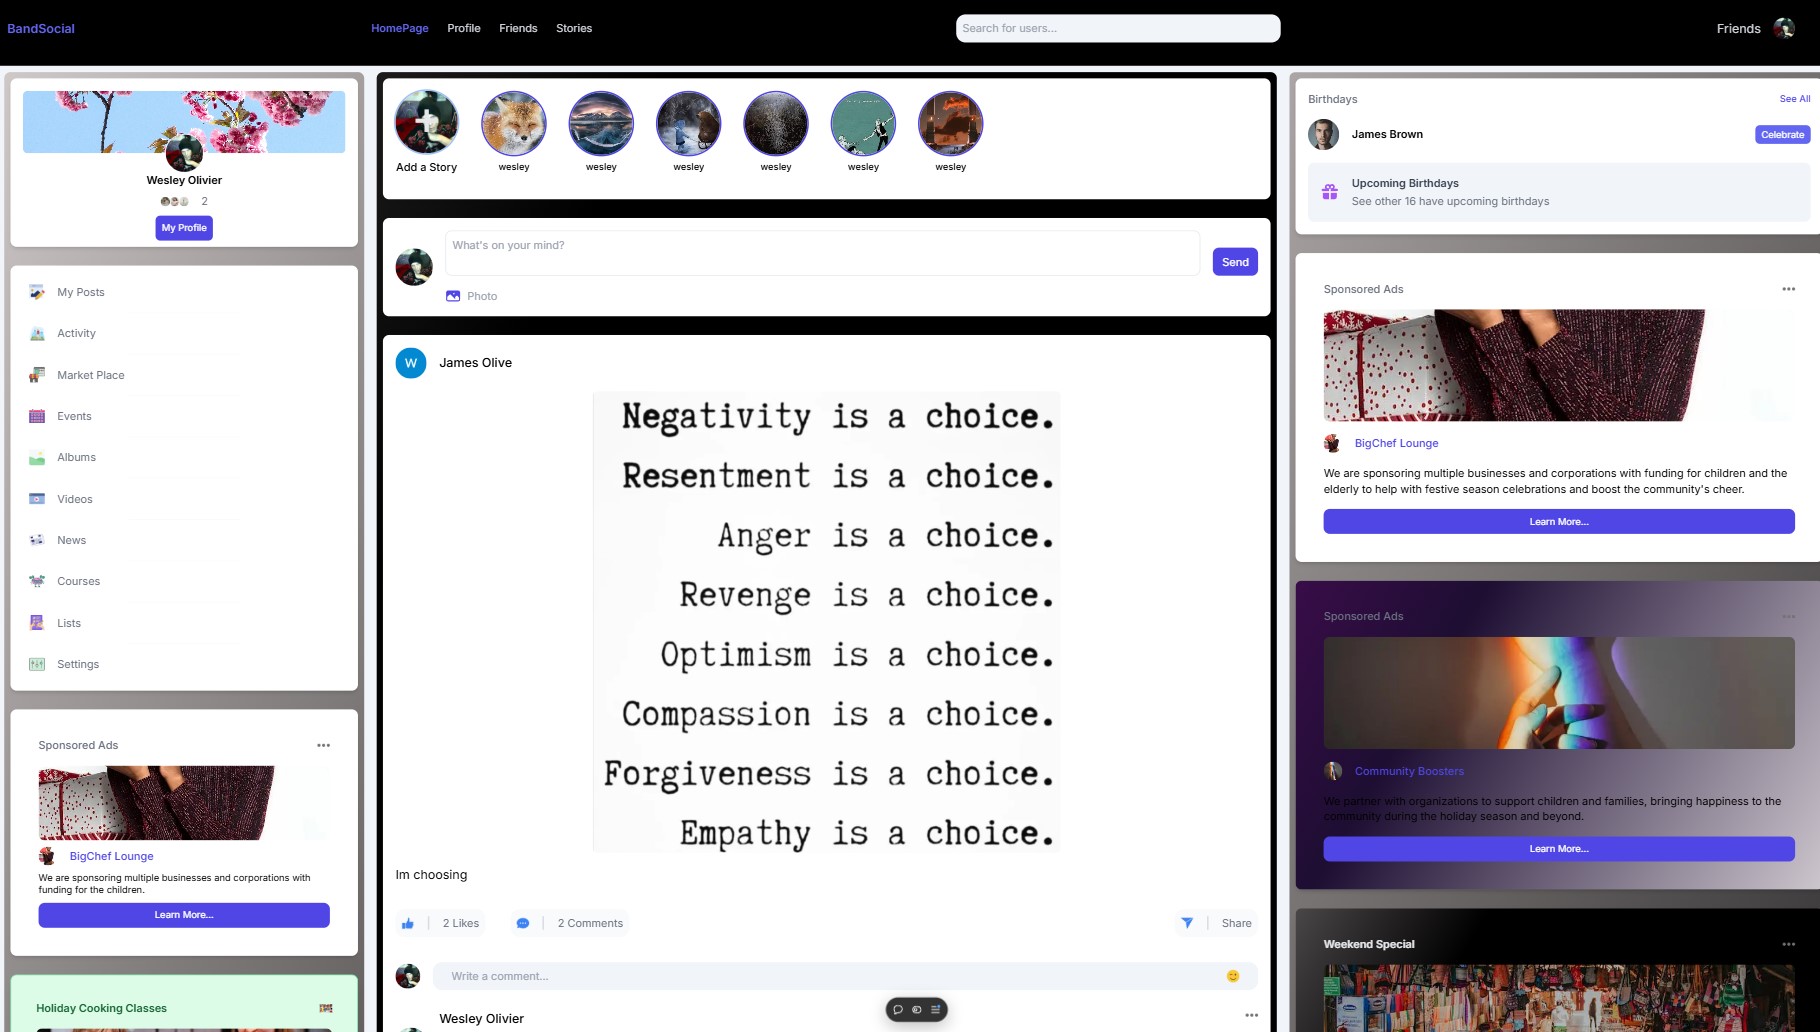 BandSocial
HomePage
Profile
Friends
Stories
Search for users...
Friends
Wesley Olivier
2
My Profile
My Posts
Activity
Market Place
Events
Albums
Videos
News
Courses
Lists
Settings
Sponsored Ads
BigChef Lounge
We are sponsoring multiple businesses and corporations with
funding for the children.
Learn More...
Holiday Cooking Classes
Add a Story
wesley
wesley
wesley
wesley
wesley
wesley
What's on your mind?
Send
Photo
W
James Olive
Negativity is a choice.
Resentment is a choice.
Anger is a choice.
Revenge is a choice.
Optimism is a choice.
Compassion is a choice.
Forgiveness is a choice.
Empathy is a choice.
Im choosing
2 Likes
2 Comments
Share
Write a comment...
Wesley Olivier
Birthdays
See All
James Brown
Celebrate
Upcoming Birthdays
See other 16 have upcoming birthdays
Sponsored Ads
BigChef Lounge
We are sponsoring multiple businesses and corporations with funding for children and the
elderly to help with festive season celebrations and boost the community's cheer.
Learn More...
Sponsored Ads
Community Boosters
We partner with organizations to support children and families, bringing happiness to the
community during the holiday season and beyond.
Learn More...
Weekend Special